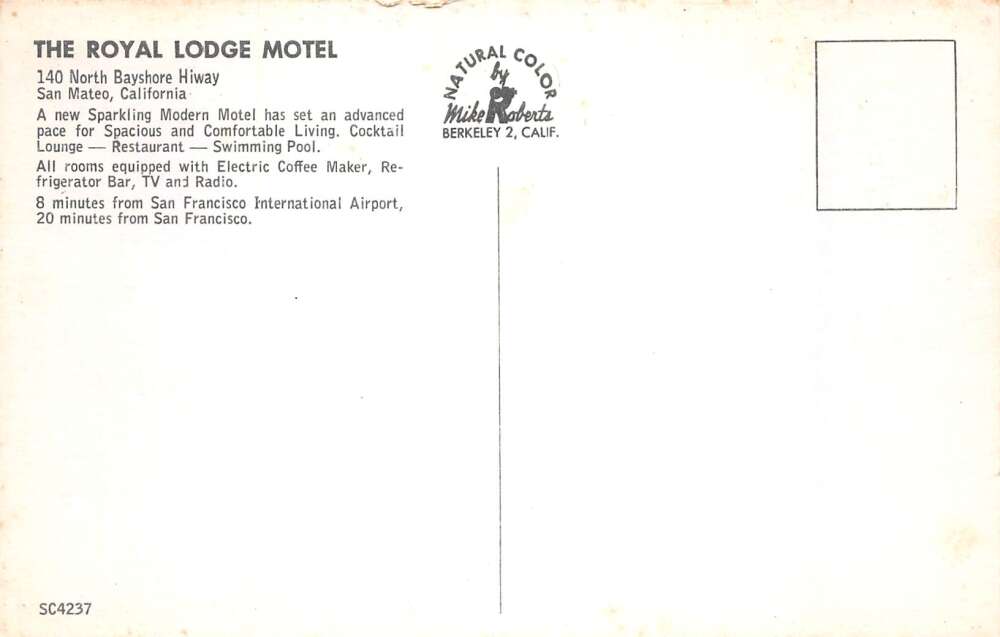 THE ROYAL LODGE MOTEL
140 North Bayshore Hiway
San Mateo, California
A new Sparkling Modern Motel has set an advanced
pace for Spacious and Comfortable Living. Cocktail
Lounge — Restaurant — Swimming Pool.
All rooms equipped with Electric Coffee Maker, Re-
frigerator Bar, TV and Radio.
8 minutes from San Francisco International Airport,
20 minutes from San Francisco.
NATURAL COLOR
by
Mike Roberts
BERKELEY 2, CALIF.
SC4237